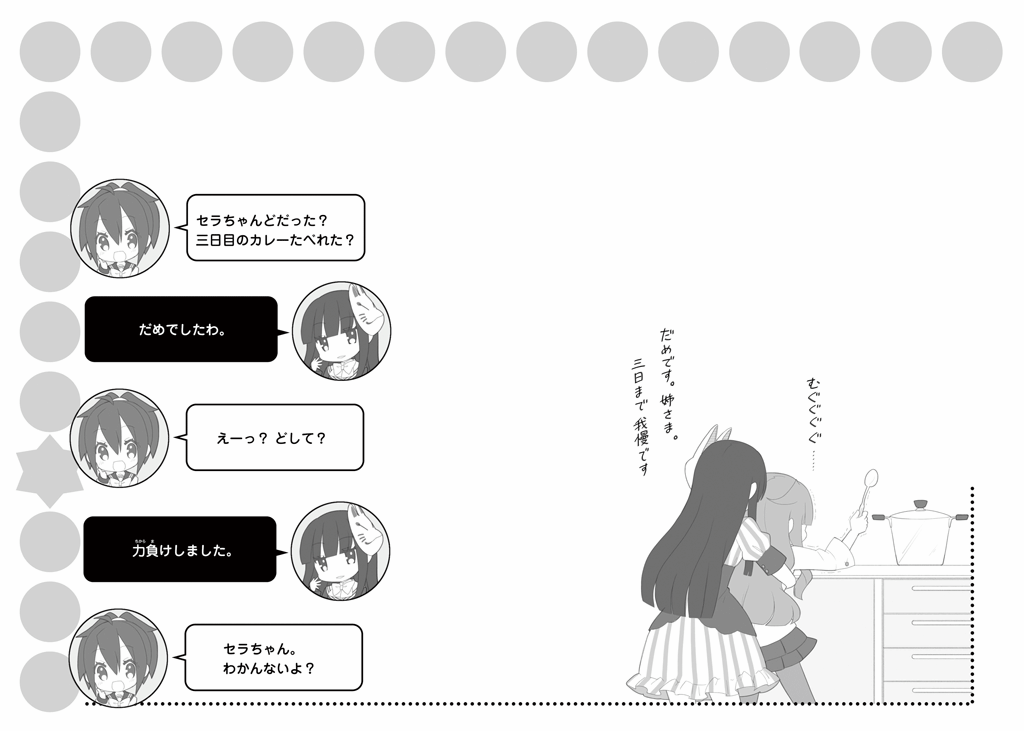 セラちゃんどだった？
三日目のカレーたべれた？
だめでしたわ。
えーっ？ どして？
力負けしました。
セラちゃん。
わかんないよ？
むぐぐぐぐ……
だめです。姉さま。
三日まで我慢です